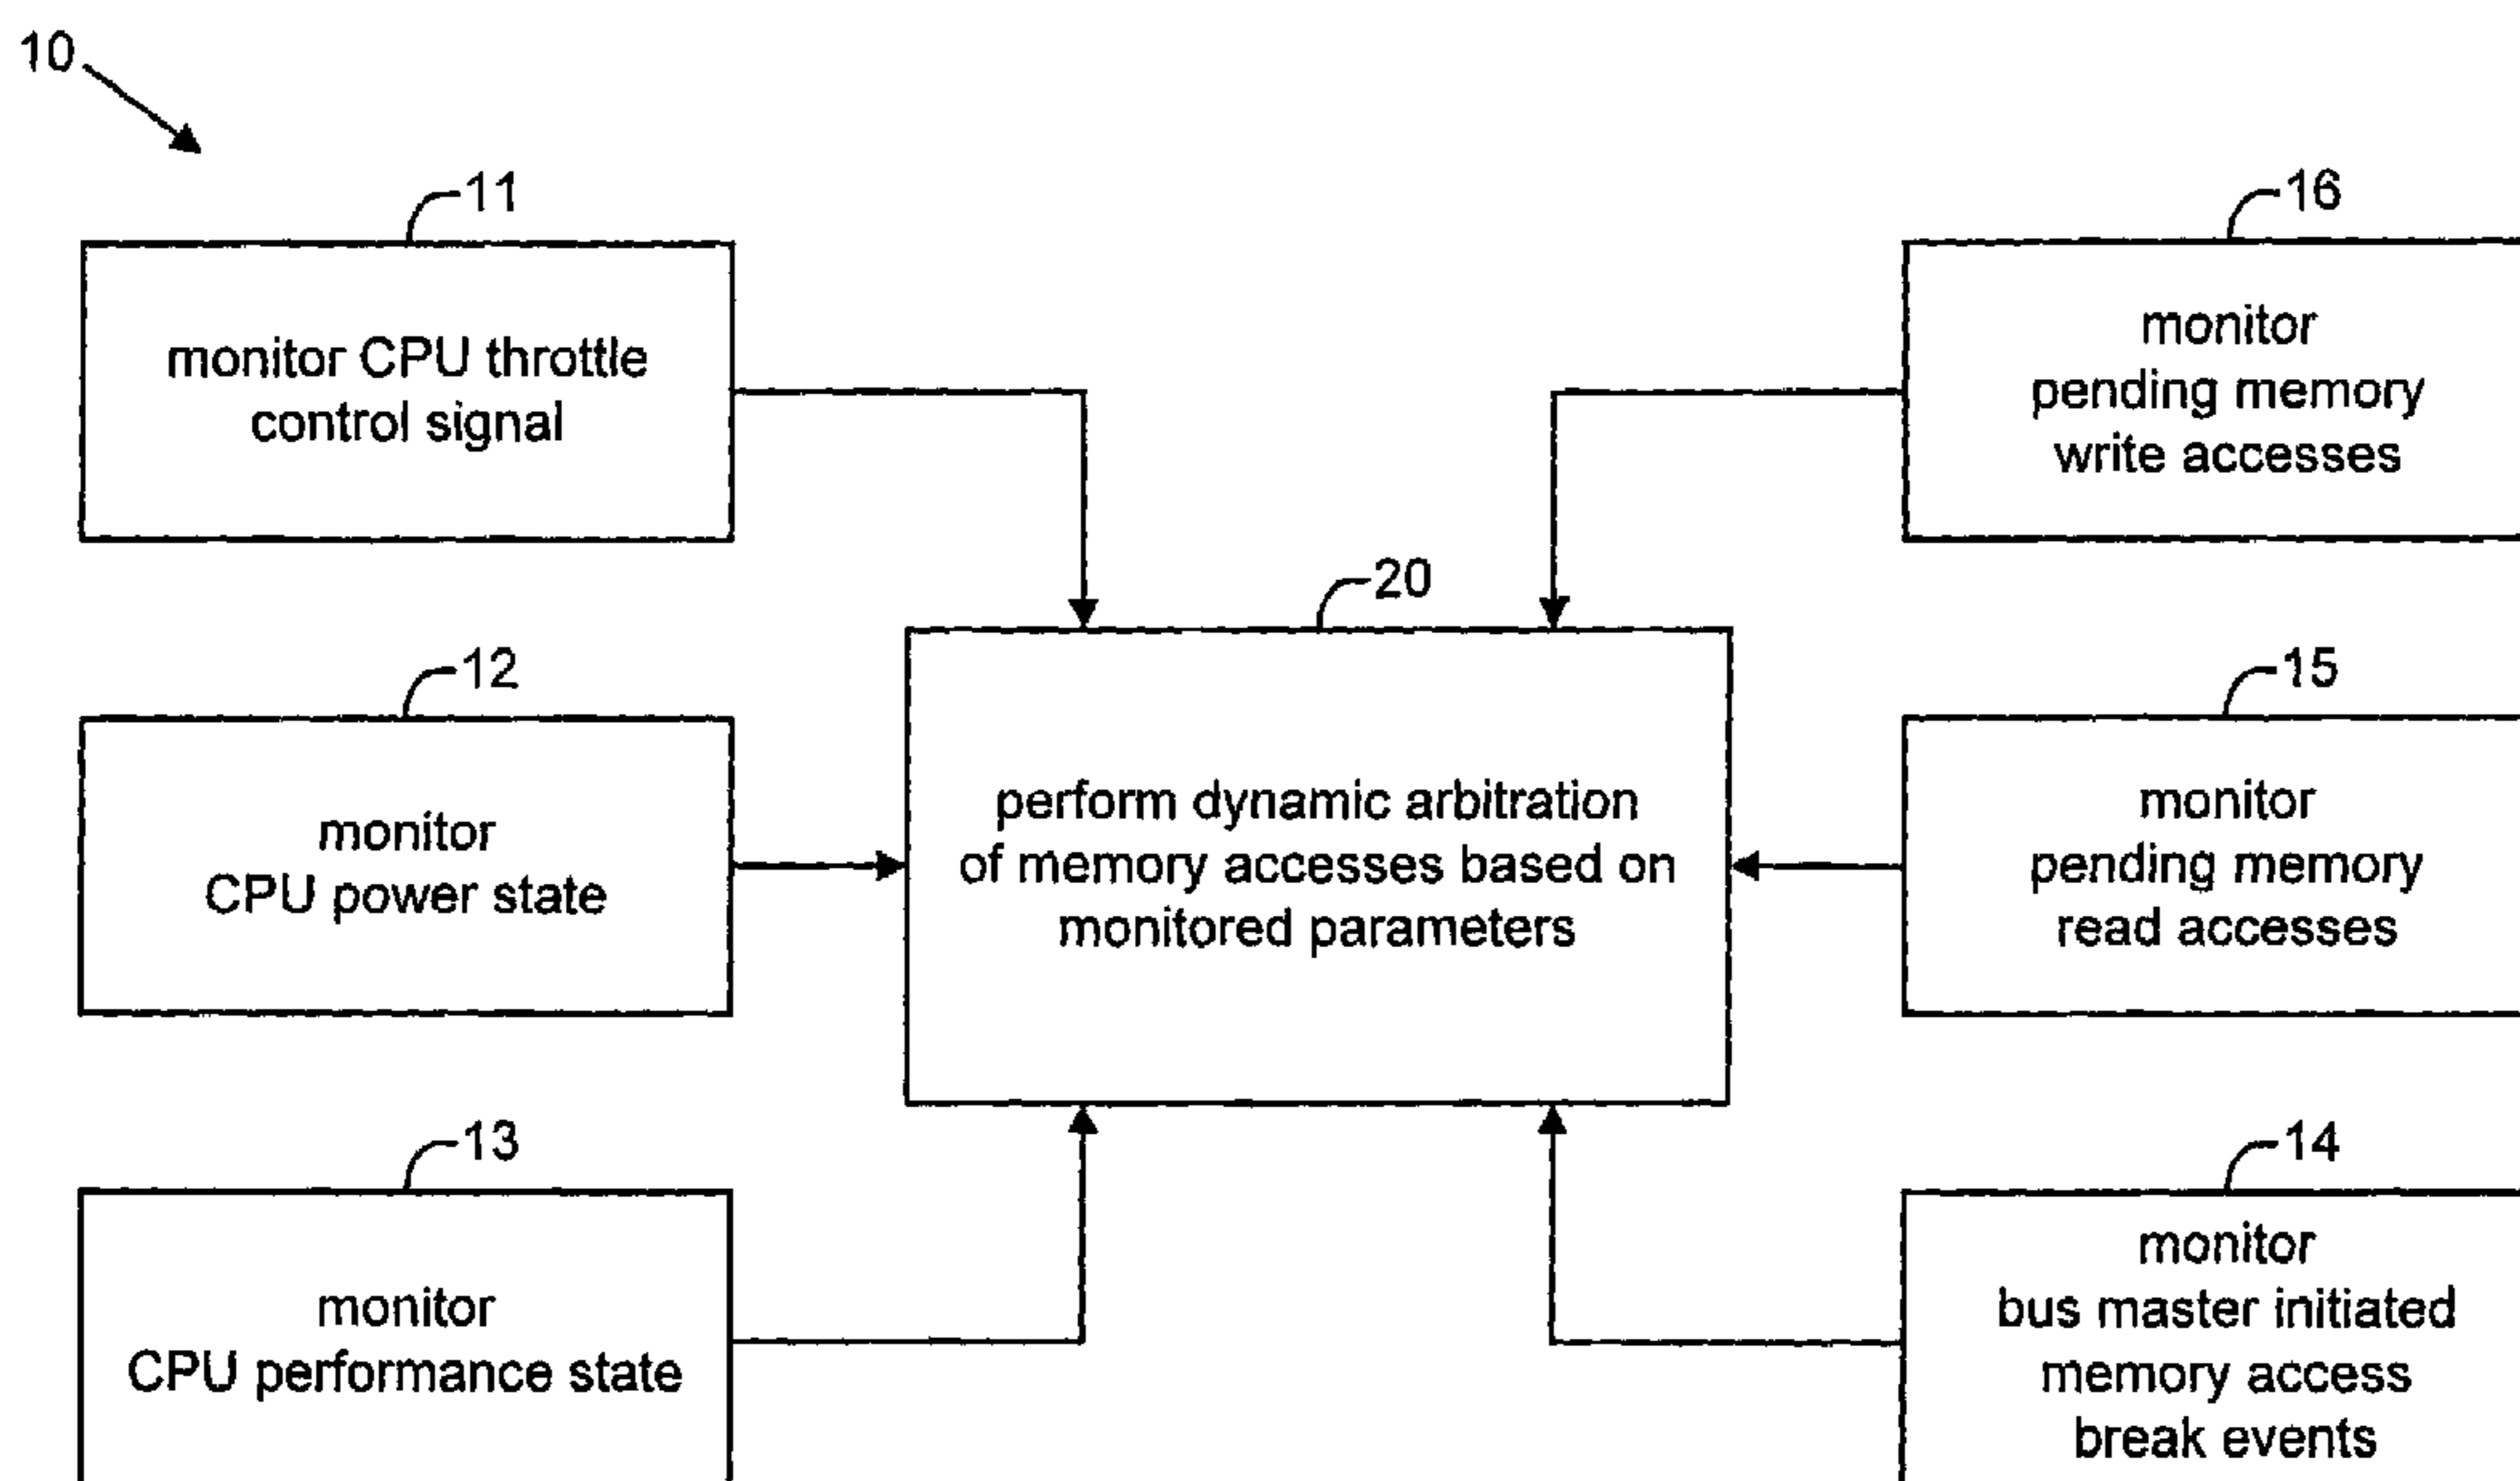 10
11
monitor CPU throttle
control signal
12
monitor
CPU power state
13
monitor
CPU performance state
20
perform dynamic arbitration
of memory accesses based on
monitored parameters
16
monitor
pending memory
write accesses
15
monitor
pending memory
read accesses
14
monitor
bus master initiated
memory access
break events